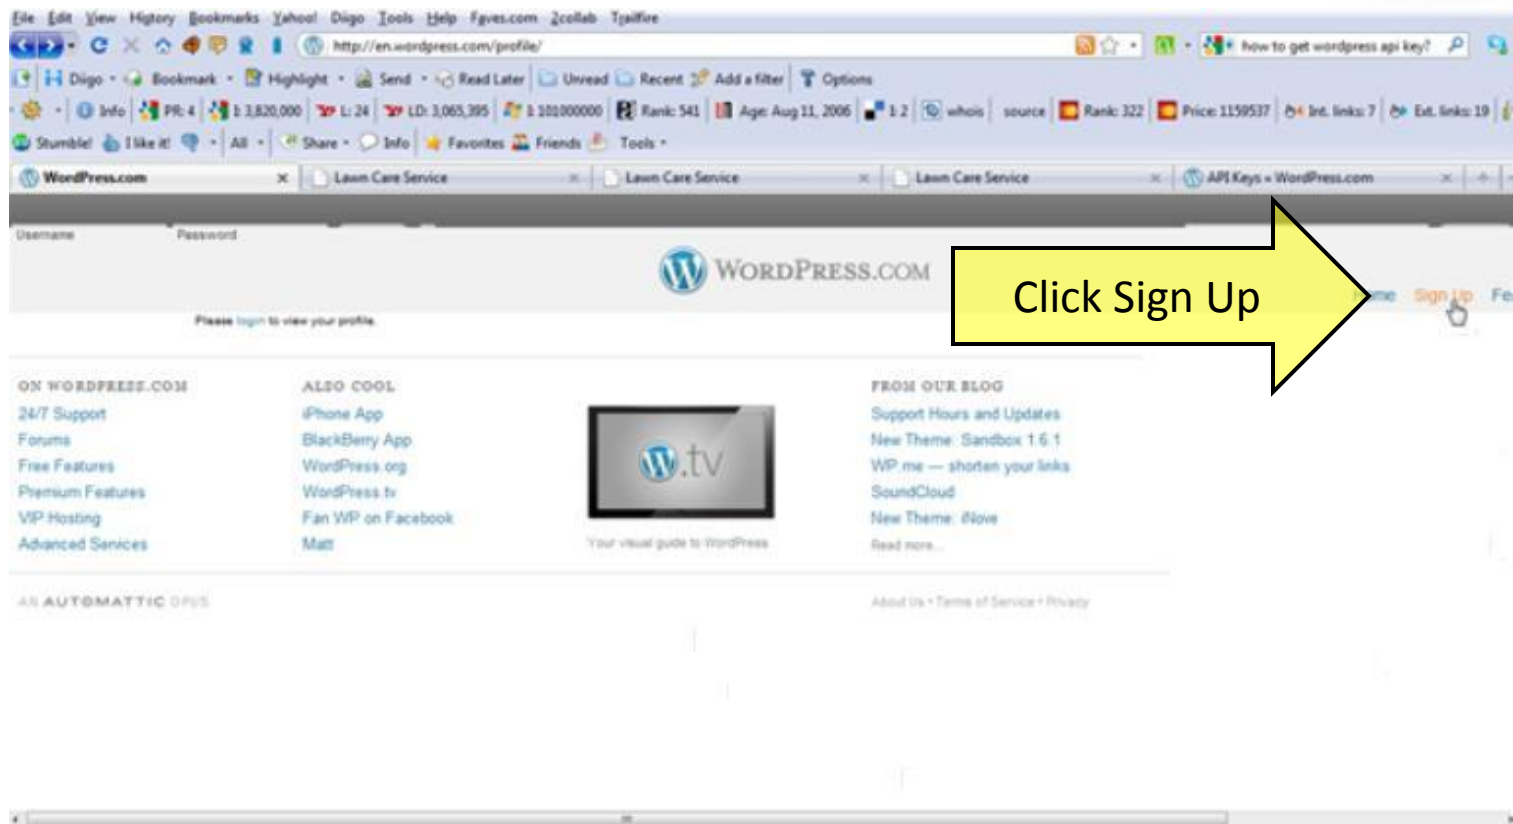 File Edit View History Bookmarks Yahoo! Diigo Tools Help Faves.com 2collab Trailfire
http://en.wordpress.com/profile/ how to get wordpress api key?
Diigo Bookmark Highlight Send Read Later Unread Recent Add a filter Options
Info PR: 4 I: 3,820,000 L: 24 LD: 3,065,395 I: 101000000 Rank: 541 Age: Aug 11, 2006 I: 2 whois source Rank: 322 Price: 1159537 Int. links: 7 Ext. links: 19
Stumble! I like it! All Share Info Favorites Friends Tools
WordPress.com Lawn Care Service Lawn Care Service Lawn Care Service API Keys « WordPress.com
Username Password
WORDPRESS.COM
Click Sign Up
Sign Up
Please login to view your profile.
ON WORDPRESS.COM
24/7 Support
Forums
Free Features
Premium Features
VIP Hosting
Advanced Services
ALSO COOL
iPhone App
BlackBerry App
WordPress.org
WordPress.tv
Fan WP on Facebook
Matt
.tv
Your visual guide to WordPress
FROM OUR BLOG
Support Hours and Updates
New Theme: Sandbox 1.6.1
WP.me — shorten your links
SoundCloud
New Theme: iNove
Read more...
AN AUTOMATTIC OPUS
About Us • Terms of Service • Privacy